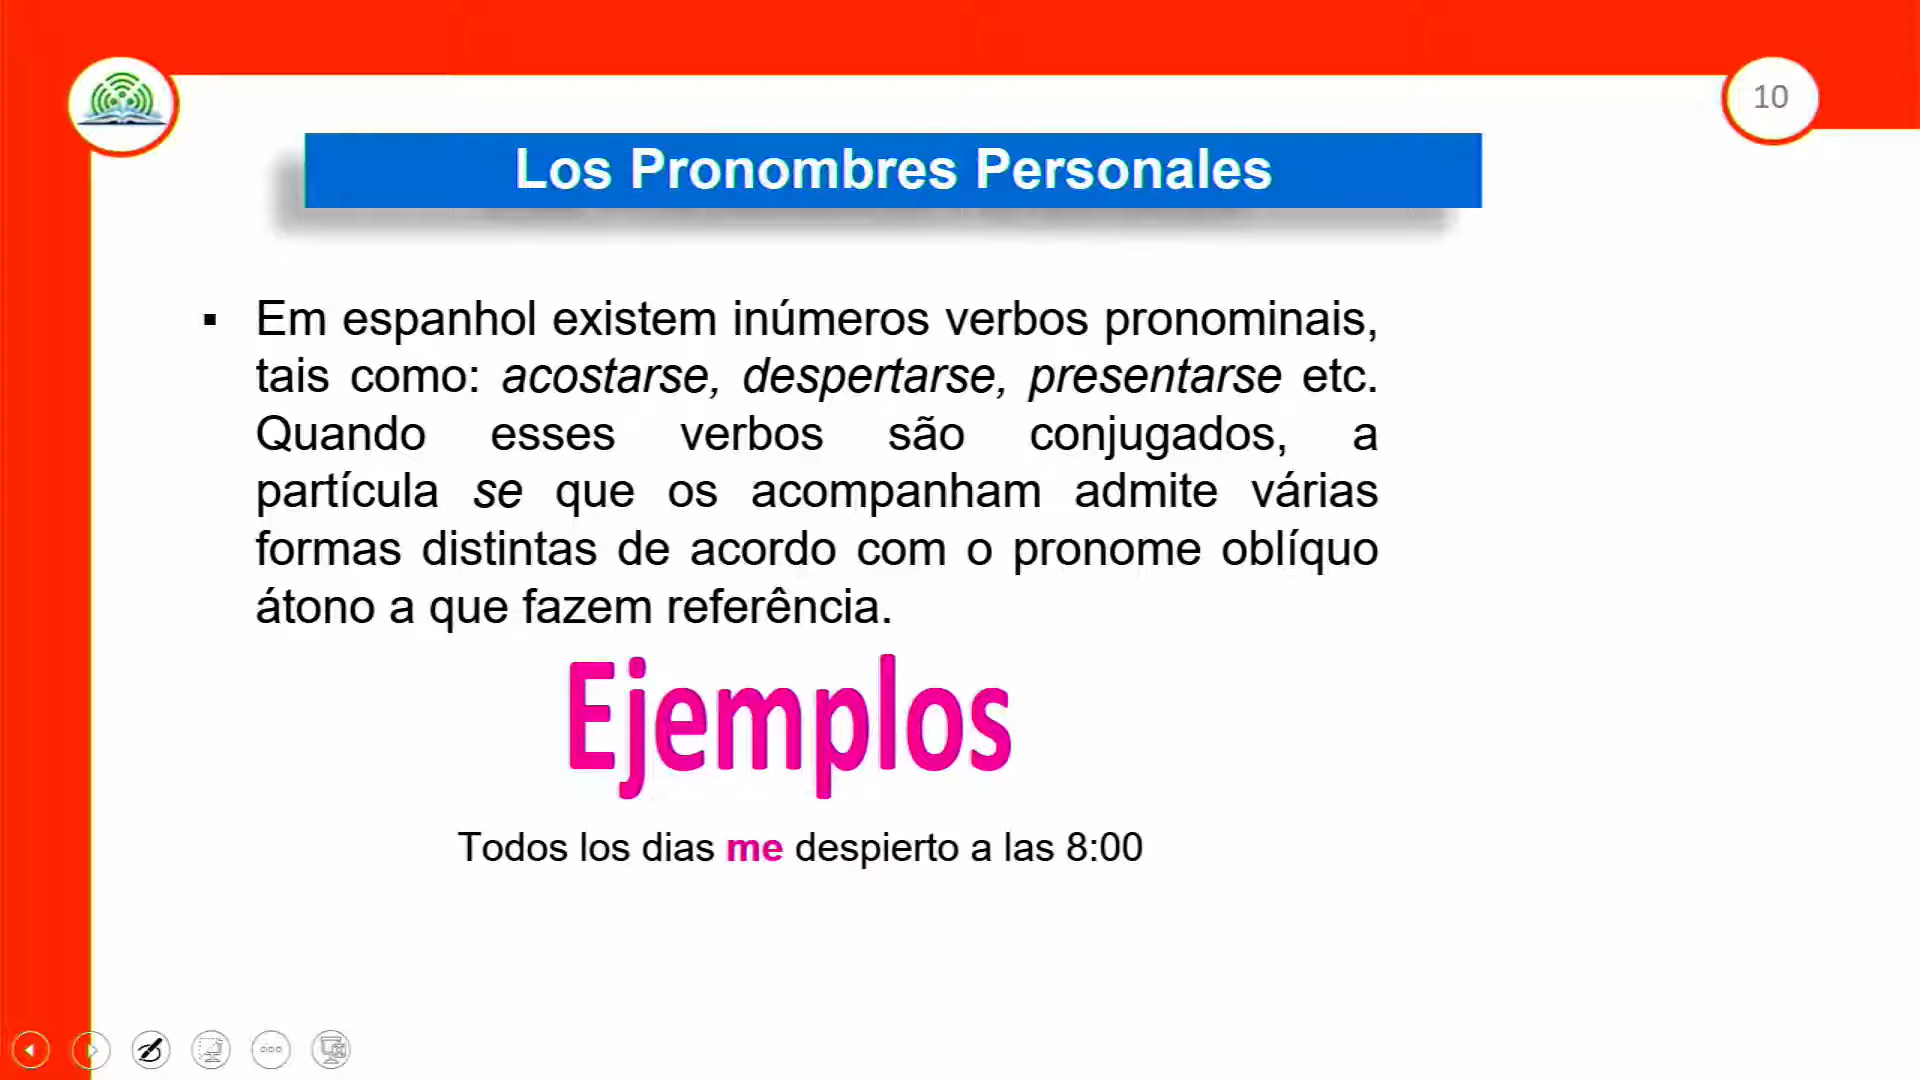 10
Los Pronombres Personales
▪ Em espanhol existem inúmeros verbos pronominais,
tais como: acostarse, despertarse, presentarse etc.
Quando esses verbos são conjugados, a
partícula se que os acompanham admite várias
formas distintas de acordo com o pronome oblíquo
átono a que fazem referência.
Ejemplos
Todos los dias me despierto a las 8:00